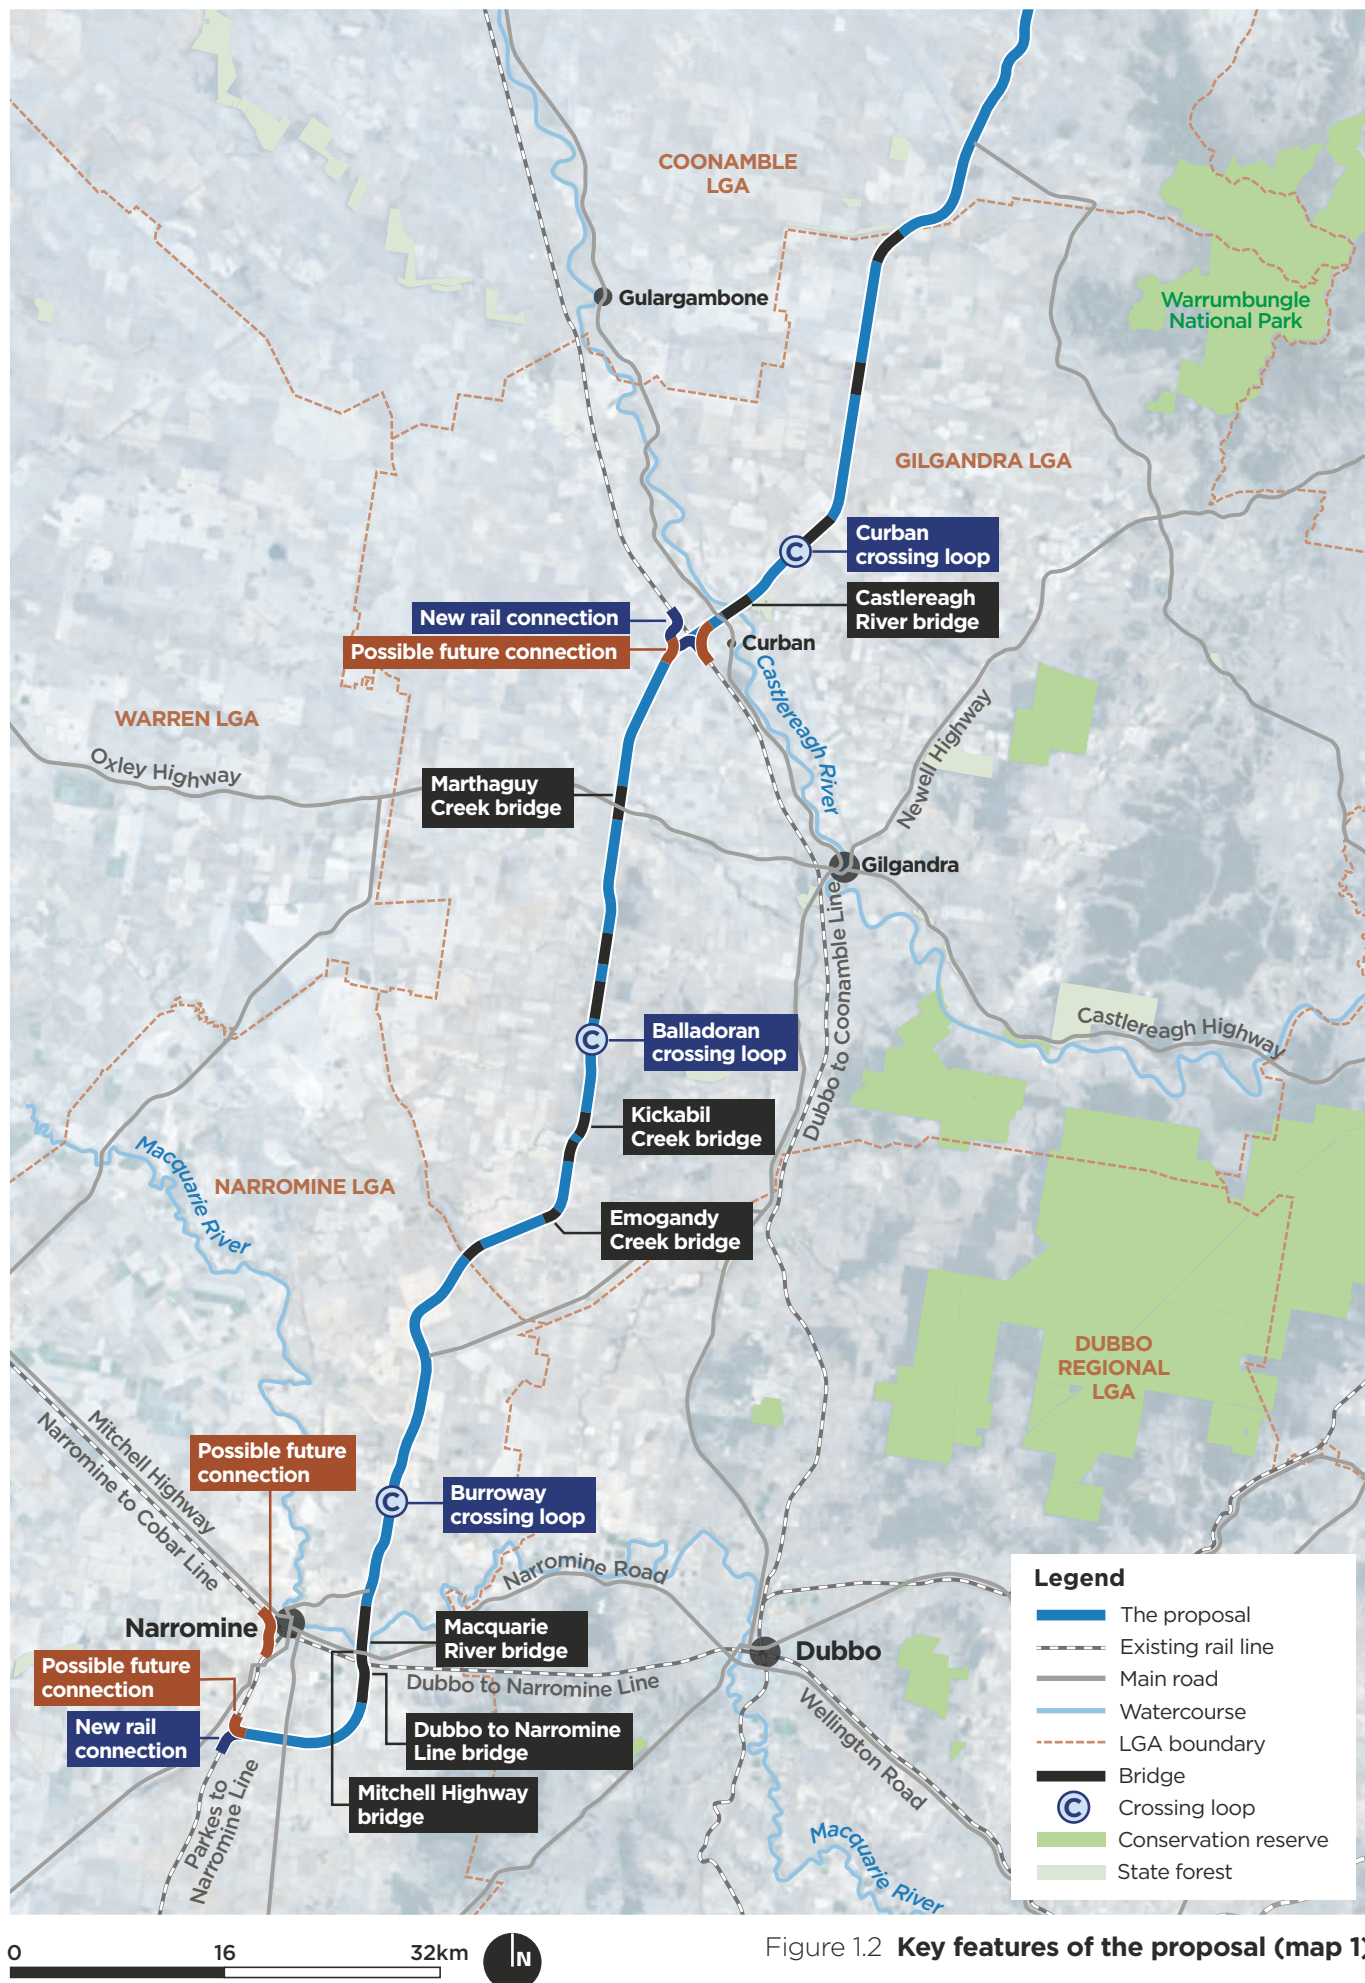 COONAMBLE
LGA
Gulargambone
Warrumbungle
National Park
GILGANDRA LGA
Curban
crossing loop
Castlereagh
River bridge
New rail connection
Possible future connection
Curban
Castlereagh River
WARREN LGA
Oxley Highway
Newell Highway
Marthaguy
Creek bridge
Gilgandra
Dubbo to Coonamble Line
Castlereagh Highway
Balladoran
crossing loop
Kickabil
Creek bridge
Macquarie River
NARROMINE LGA
Emogandy
Creek bridge
DUBBO
REGIONAL
LGA
Mitchell Highway
Narromine to Cobar Line
Possible future
connection
Burroway
crossing loop
Narromine Road
Narromine
Macquarie
River bridge
Dubbo
Possible future
connection
Dubbo to Narromine Line
New rail
connection
Dubbo to Narromine
Line bridge
Wellington Road
Mitchell Highway
bridge
Parkes to
Narromine Line
Macquarie River
Legend
The proposal
Existing rail line
Main road
Watercourse
LGA boundary
Bridge
C Crossing loop
Conservation reserve
State forest
C
C
C
0 16 32km
N
Figure 1.2 Key features of the proposal (map 1)